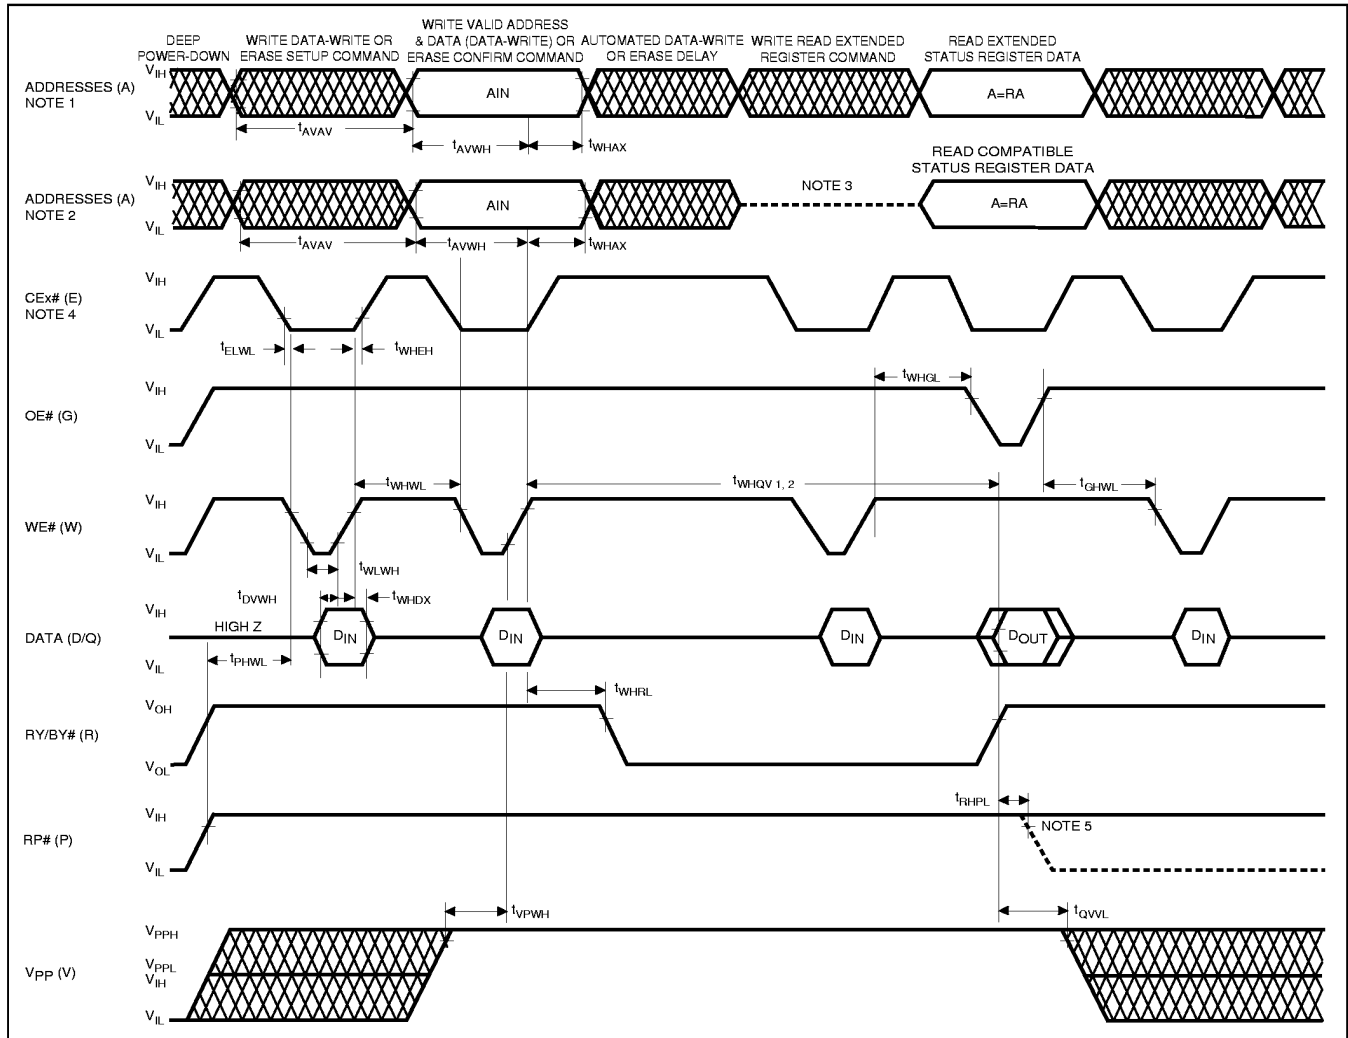 DEEP
POWER-DOWN
WRITE DATA-WRITE OR
ERASE SETUP COMMAND
WRITE VALID ADDRESS
& DATA (DATA-WRITE) OR
ERASE CONFIRM COMMAND
AUTOMATED DATA-WRITE
OR ERASE DELAY
WRITE READ EXTENDED
REGISTER COMMAND
READ EXTENDED
STATUS REGISTER DATA
ADDRESSES (A)
NOTE 1
VIH
VIL
AIN
A=RA
tAVAV
tAVWH
tWHAX
READ COMPATIBLE
STATUS REGISTER DATA
ADDRESSES (A)
NOTE 2
VIH
VIL
AIN
NOTE 3
A=RA
tAVAV
tAVWH
tWHAX
CEx# (E)
NOTE 4
VIH
VIL
tELWL
tWHEH
OE# (G)
VIH
VIL
tWHGL
WE# (W)
VIH
VIL
tWHWL
tWHQV 1, 2
tGHWL
tWLWH
tDVWH
tWHDX
DATA (D/Q)
VIH
VIL
HIGH Z
DIN
DIN
DIN
DOUT
DIN
tPHWL
tWHRL
RY/BY# (R)
VOH
VOL
tRHPL
RP# (P)
VIH
VIL
NOTE 5
tVPWH
tQVVL
VPP (V)
VPPH
VPPL
VIH
VIL